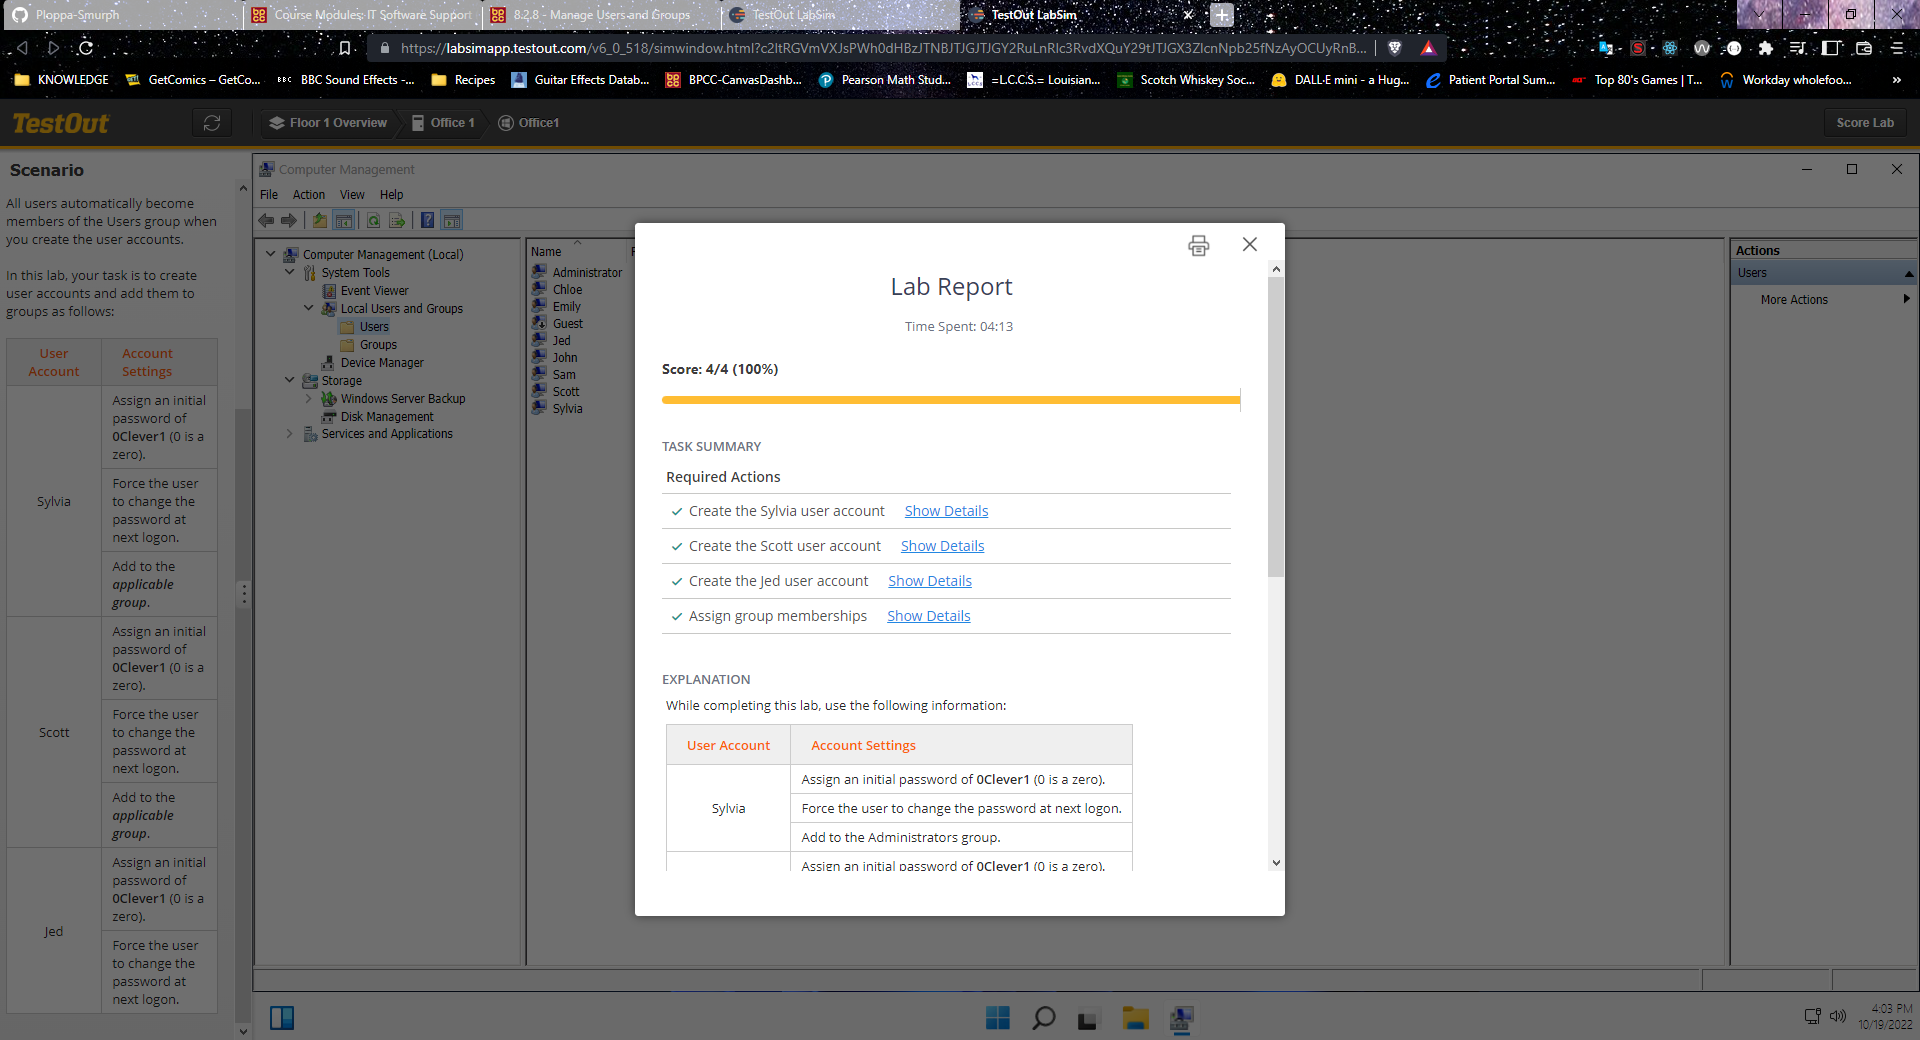 Ploppa-Smurph
Course Modules: IT Software Support
8.2.8 - Manage Users and Groups
TestOut LabSim
TestOut LabSim
https://labsimapp.testout.com/v6_0_518/simwindow.html?
KNOWLEDGE
GetComics – GetCo...
BBC BBC Sound Effects -...
Recipes
Guitar Effects Datab...
BPCC-CanvasDashb...
Pearson Math Stud...
=L.C.C.S.= Louisian...
Scotch Whiskey Soc...
DALL·E mini - a Hug...
Patient Portal Sum...
Top 80's Games | T...
Workday wholefoo...
»
TestOut
Floor 1 Overview
Office 1
Office1
Score Lab
Scenario
All users automatically become
members of the Users group when
you create the user accounts.
In this lab, your task is to create
user accounts and add them to
groups as follows:
User
Account
Account
Settings
Sylvia
Assign an initial
password of
0Clever1 (0 is a
zero).
Force the user
to change the
password at
next logon.
Add to the
applicable
group.
Scott
Assign an initial
password of
0Clever1 (0 is a
zero).
Force the user
to change the
password at
next logon.
Add to the
applicable
group.
Jed
Assign an initial
password of
0Clever1 (0 is a
zero).
Force the user
to change the
password at
next logon.
Computer Management
File Action View Help
Computer Management (Local)
System Tools
Event Viewer
Local Users and Groups
Users
Groups
Device Manager
Storage
Windows Server Backup
Disk Management
Services and Applications
Name
Administrator
Chloe
Emily
Guest
Jed
John
Sam
Scott
Sylvia
Actions
Users
More Actions
Lab Report
Time Spent: 04:13
Score: 4/4 (100%)
TASK SUMMARY
Required Actions
Create the Sylvia user account Show Details
Create the Scott user account Show Details
Create the Jed user account Show Details
Assign group memberships Show Details
EXPLANATION
While completing this lab, use the following information:
User Account
Account Settings
Sylvia
Assign an initial password of 0Clever1 (0 is a zero).
Force the user to change the password at next logon.
Add to the Administrators group.
Assign an initial password of 0Clever1 (0 is a zero).
4:03 PM
10/19/2022